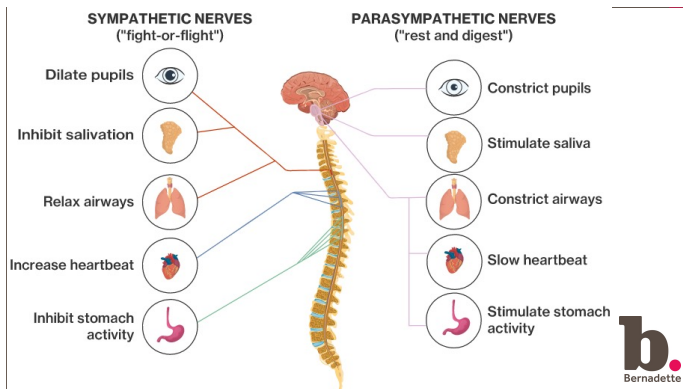 SYMPATHETIC NERVES
("fight-or-flight")
Dilate pupils
Inhibit salivation
Relax airways
Increase heartbeat
Inhibit stomach
activity
PARASYMPATHETIC NERVES
("rest and digest")
Constrict pupils
Stimulate saliva
Constrict airways
Slow heartbeat
Stimulate stomach
activity
b.
Bernadette